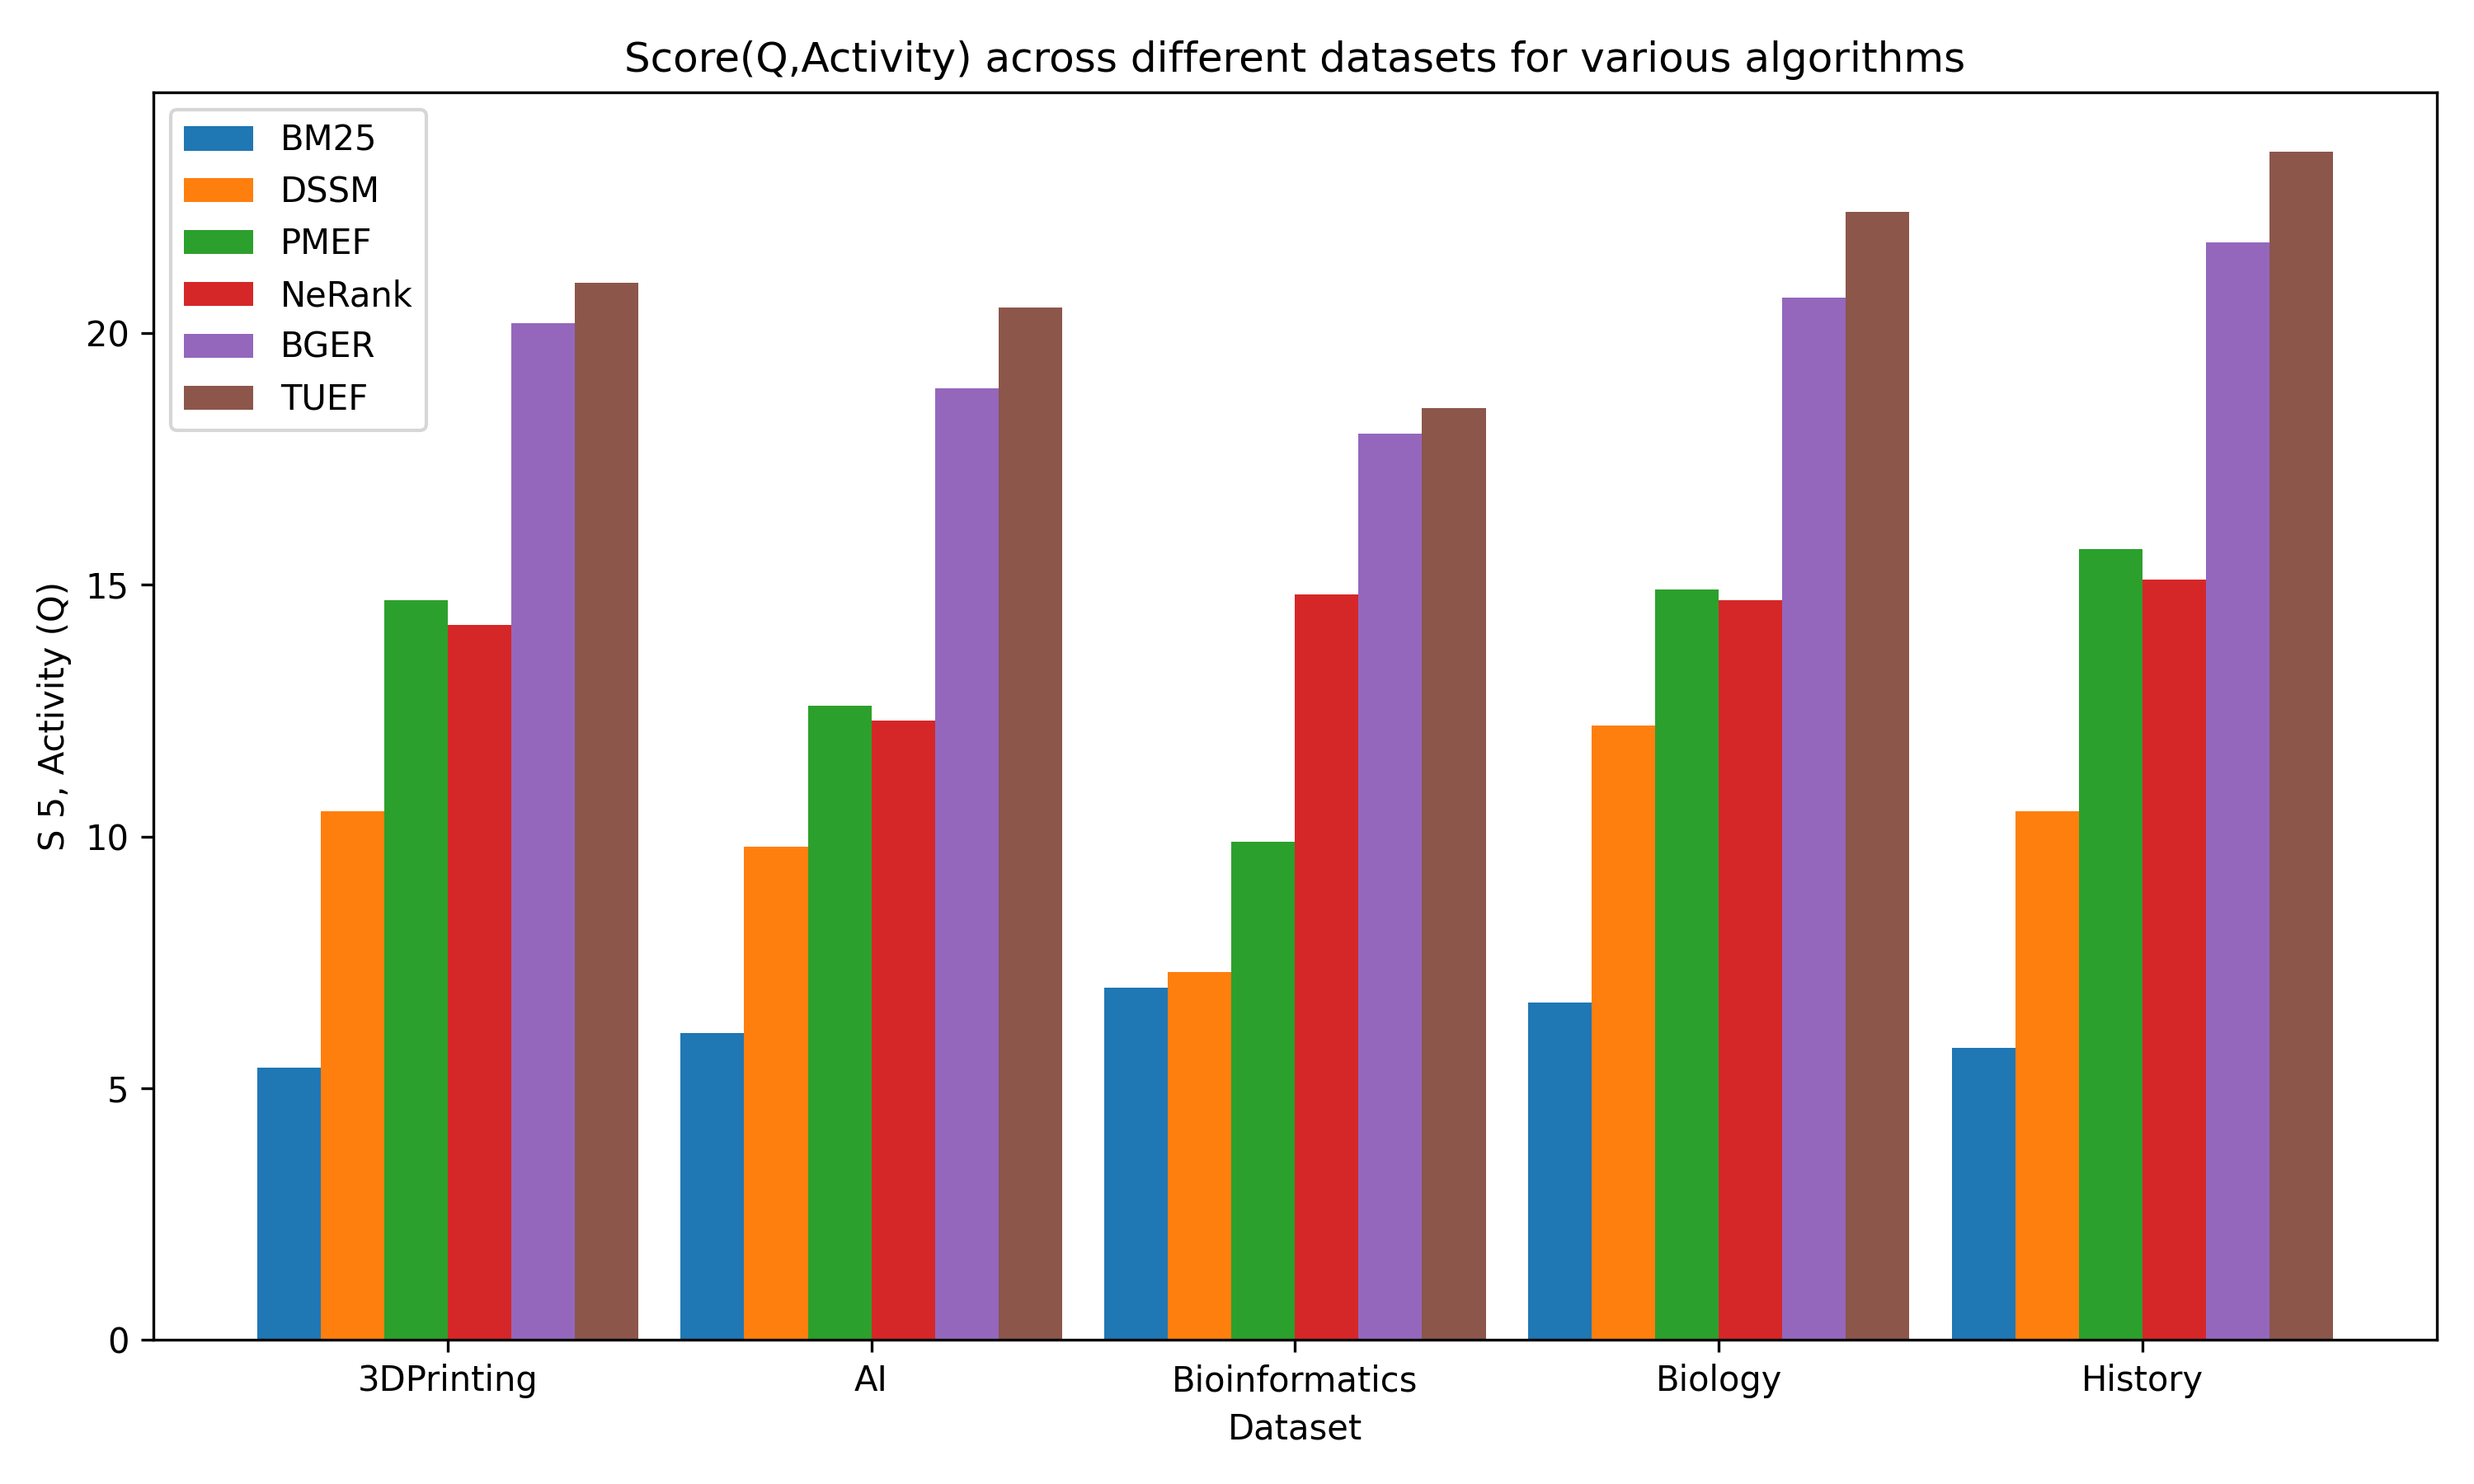 Score(Q,Activity) across different datasets for various algorithms
BM25
DSSM
PMEF
NeRank
BGER
TUEF
S 5, Activity (Q)
20
15
10
5
0
3DPrinting
AI
Bioinformatics
Biology
History
Dataset